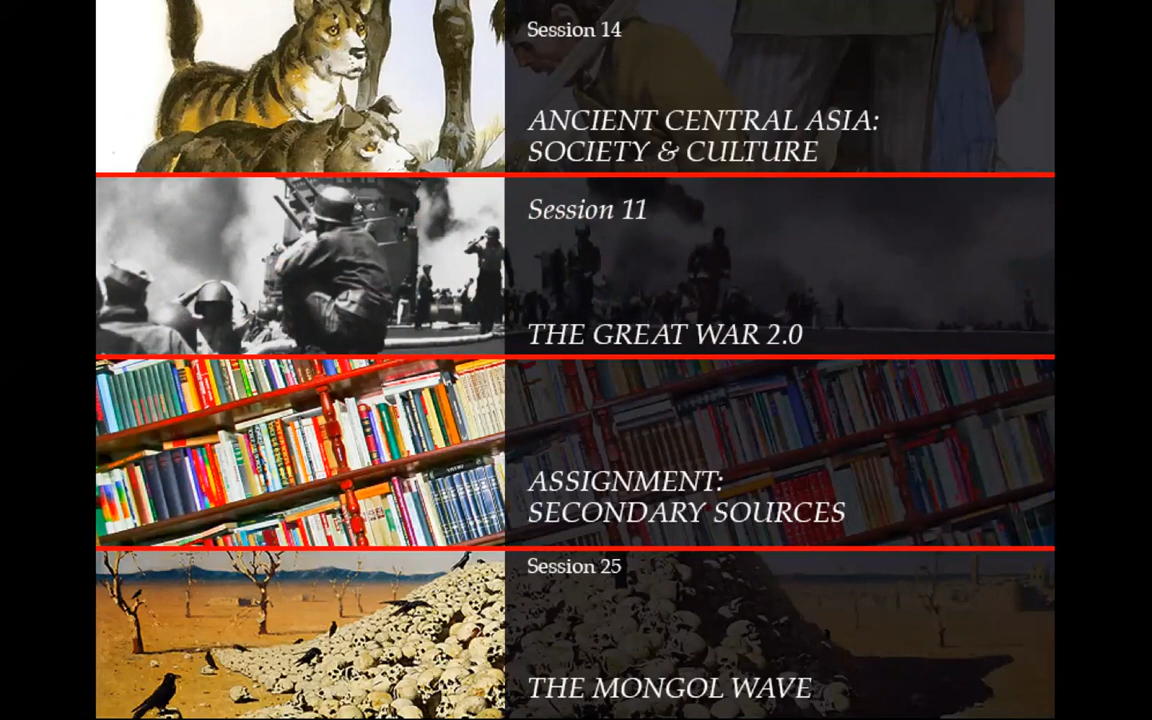 Session 14
ANCIENT CENTRAL ASIA:
SOCIETY & CULTURE
Session 11
THE GREAT WAR 2.0
ASSIGNMENT:
SECONDARY SOURCES
Session 25
THE MONGOL WAVE